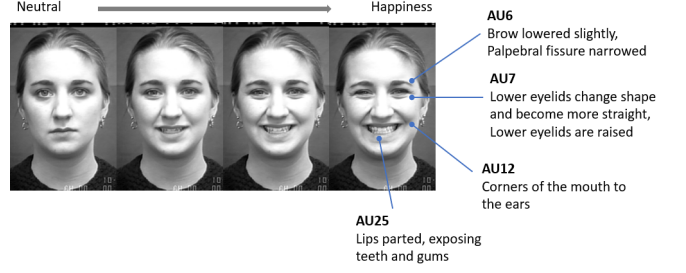 Neutral
Happiness
AU6
Brow lowered slightly,
Palpebral fissure narrowed
AU7
Lower eyelids change shape
and become more straight,
Lower eyelids are raised
AU12
Corners of the mouth to
the ears
AU25
Lips parted, exposing
teeth and gums